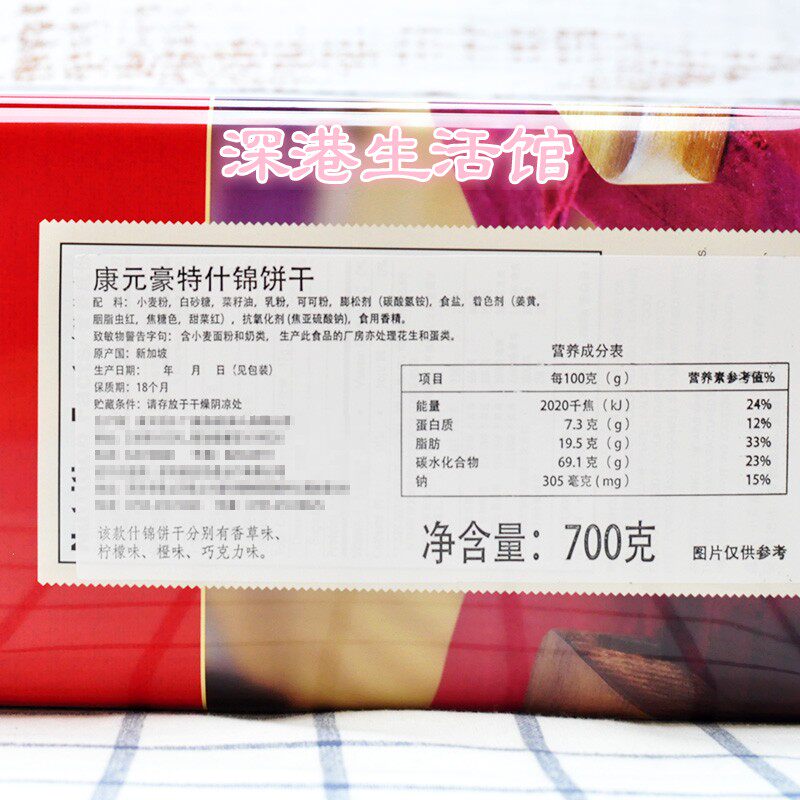 深港生活馆
康元豪特什锦饼干
配 料：小麦粉，白砂糖，菜籽油，乳粉，可可粉，膨松剂（碳酸氢铵)，食盐，着色剂（姜黄，
胭脂虫红，焦糖色，甜菜红），抗氧化剂(焦亚硫酸钠)，食用香精。
致敏物警告字句：含小麦面粉和奶类，生产此食品的厂房亦处理花生和蛋类。
原产国：新加坡
生产日期： 年 月 日（见包装）
保质期：18个月
贮藏条件：请存放于干燥阴凉处
该款什锦饼干分别有香草味、
柠檬味、橙味、巧克力味。
营养成分表
项目 每100克（g） 营养素参考值%
能量 2020千焦（kJ） 24%
蛋白质 7.3 克（g） 12%
脂肪 19.5 克（g） 33%
碳水化合物 69.1 克（g） 23%
钠 305 毫克(mg) 15%
净含量：700克
图片仅供参考